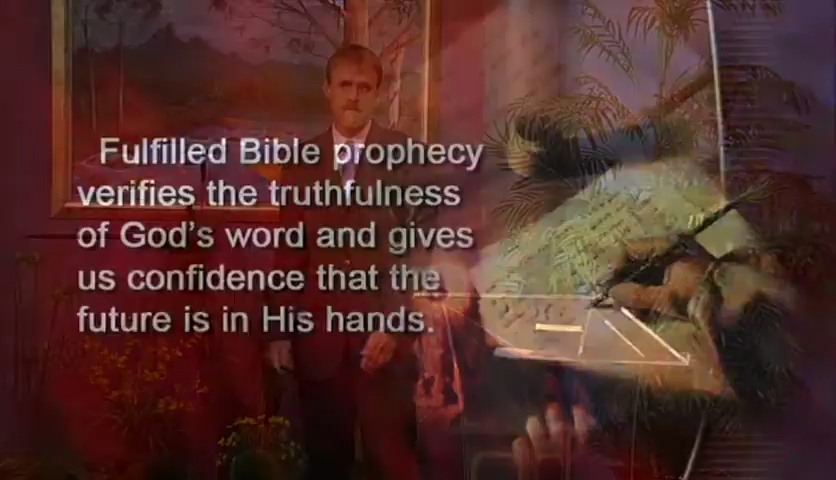 Fulfilled Bible prophecy
verifies the truthfulness
of God's word and gives
us confidence that the
future is in His hands.